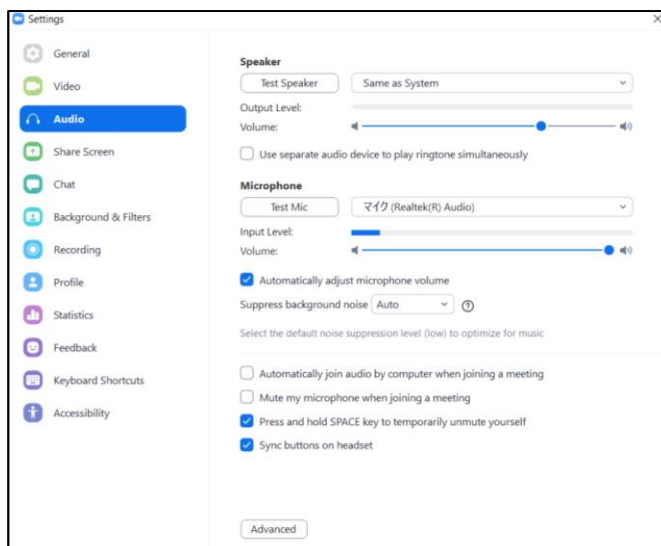 Settings
General
Video
Audio
Share Screen
Chat
Background & Filters
Recording
Profile
Statistics
Feedback
Keyboard Shortcuts
Accessibility
Speaker
Test Speaker Same as System
Output Level:
Volume:
Use separate audio device to play ringtone simultaneously
Microphone
Test Mic マイク (Realtek(R) Audio)
Input Level:
Volume:
Automatically adjust microphone volume
Suppress background noise Auto ?
Select the default noise suppression level (low) to optimize for music
Automatically join audio by computer when joining a meeting
Mute my microphone when joining a meeting
Press and hold SPACE key to temporarily unmute yourself
Sync buttons on headset
Advanced